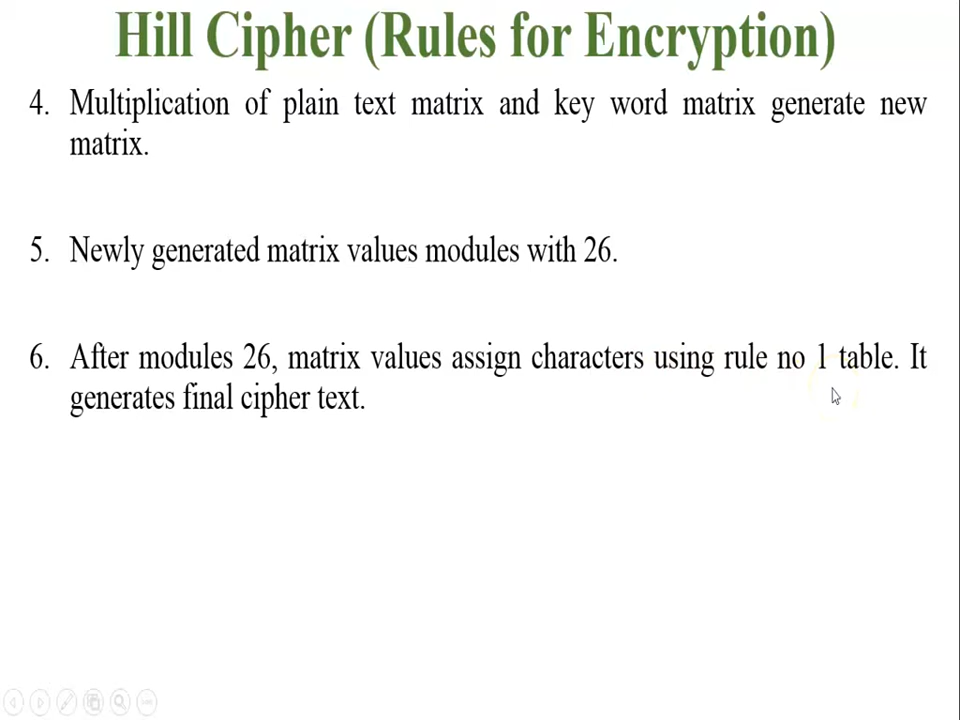 Hill Cipher (Rules for Encryption)
4. Multiplication of plain text matrix and key word matrix generate new
matrix.
5. Newly generated matrix values modules with 26.
6. After modules 26, matrix values assign characters using rule no 1 table. It
generates final cipher text.